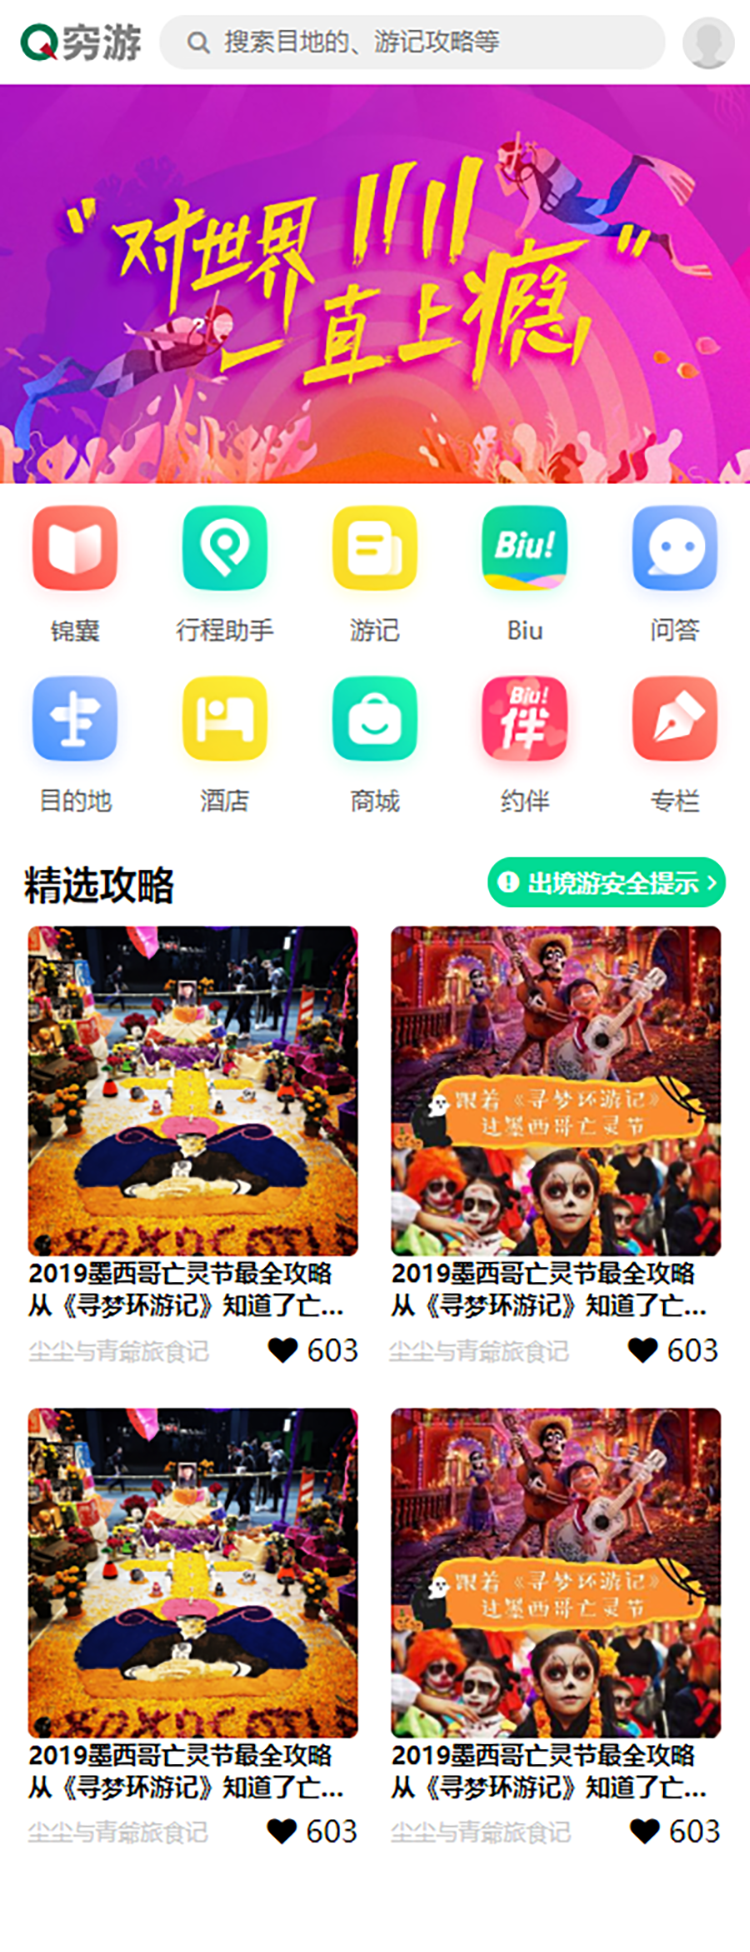 穷游
搜索目的地、游记攻略等
“对世界
一直上瘾”
锦囊
行程助手
游记
Biu!
Biu
问答
目的地
酒店
商城
Biu!
伴
约伴
专栏
精选攻略
出境游安全提示
跟着《寻梦环游记》
过墨西哥亡灵节
2019墨西哥亡灵节最全攻略
从《寻梦环游记》知道了亡...
尘尘与青爺旅食记
603
2019墨西哥亡灵节最全攻略
从《寻梦环游记》知道了亡...
尘尘与青爺旅食记
603
跟着《寻梦环游记》
过墨西哥亡灵节
2019墨西哥亡灵节最全攻略
从《寻梦环游记》知道了亡...
尘尘与青爺旅食记
603
2019墨西哥亡灵节最全攻略
从《寻梦环游记》知道了亡...
尘尘与青爺旅食记
603